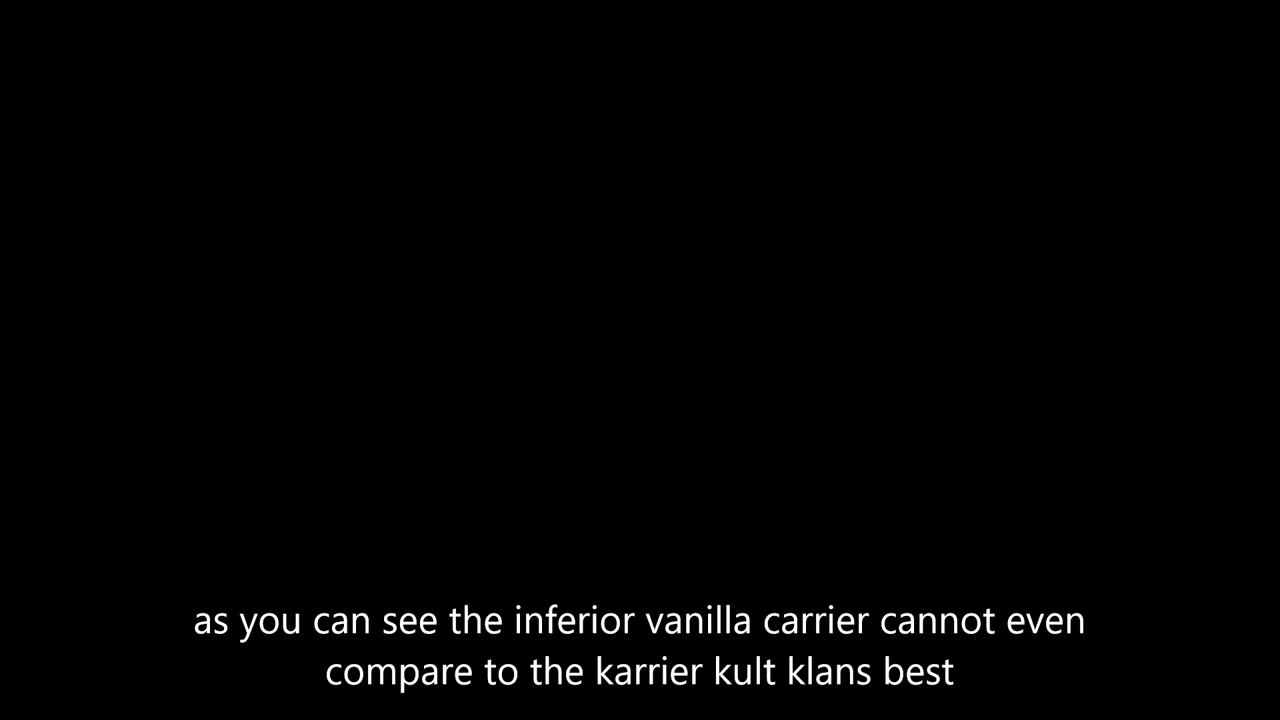 as you can see the inferior vanilla carrier cannot even
compare to the karrier kult klans best